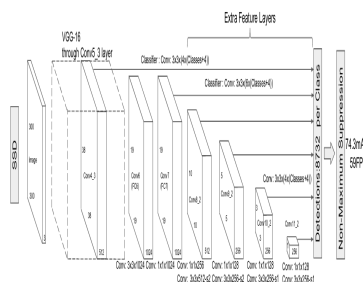 Extra Feature Layers
VGG-16
through Conv5_3 layer
Classifier : Conv: 3x3x(4x(Classes+4))
Classifier : Conv: 3x3x(6x(Classes+4))
Conv: 3x3x(4x(Classes+4))
SSD
300
Image
300
3
38
Conv4_3
38
512
19
Conv6
(FC6)
19
1024
19
Conv7
(FC7)
19
1024
10
Conv8_2
10
512
5
Conv9_2
5
256
3
Conv10_2
256
Conv11_2
256
Detections:8732 per Class
Non-Maximum Suppression
74.3mA
59FP
Conv: 3x3x1024
Conv: 1x1x1024
Conv: 1x1x256
Conv: 3x3x512-s2
Conv: 1x1x128
Conv: 3x3x256-s2
Conv: 1x1x128
Conv: 3x3x256-s1
Conv: 1x1x128
Conv: 3x3x256-s1